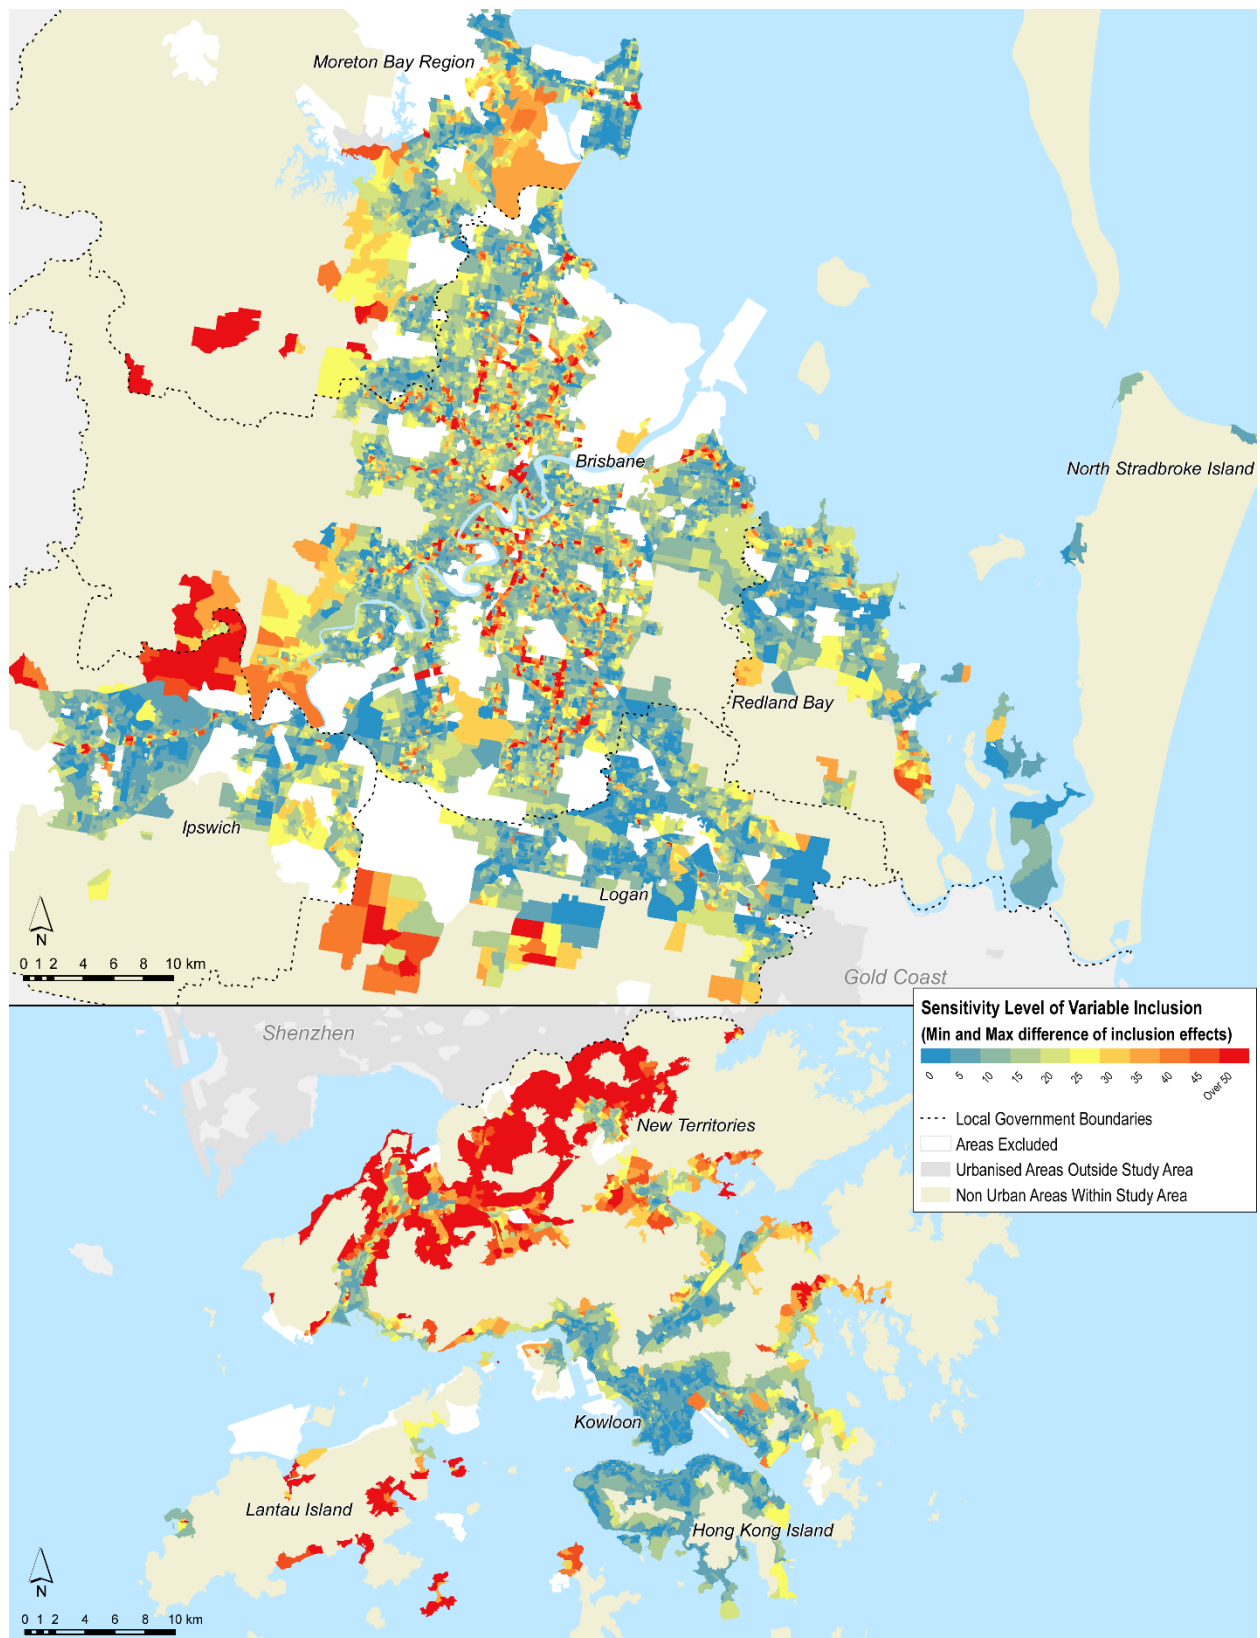 Moreton Bay Region
Brisbane
North Stradbroke Island
Redland Bay
Ipswich
Logan
N
0 1 2 4 6 8 10 km
Gold Coast
Sensitivity Level of Variable Inclusion
(Min and Max difference of inclusion effects)
0 5 10 15 20 25 30 35 40 45 Over 50
Local Government Boundaries
Areas Excluded
Urbanised Areas Outside Study Area
Non Urban Areas Within Study Area
Shenzhen
New Territories
Kowloon
Lantau Island
Hong Kong Island
N
0 1 2 4 6 8 10 km